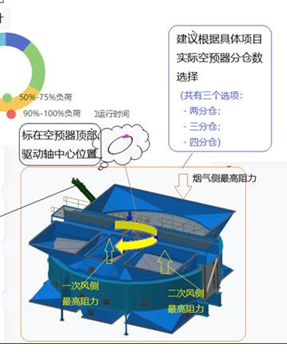 建议根据具体项目
实际空预器分仓数
选择
(共有三个选项：
- 两分仓；
- 三分仓；
- 四分仓)
50%-75%负荷
90%-100%负荷
运行时间
标在空预器顶部
驱动轴中心位置
烟气侧最高阻力
一次风侧
最高阻力
二次风侧
最高阻力